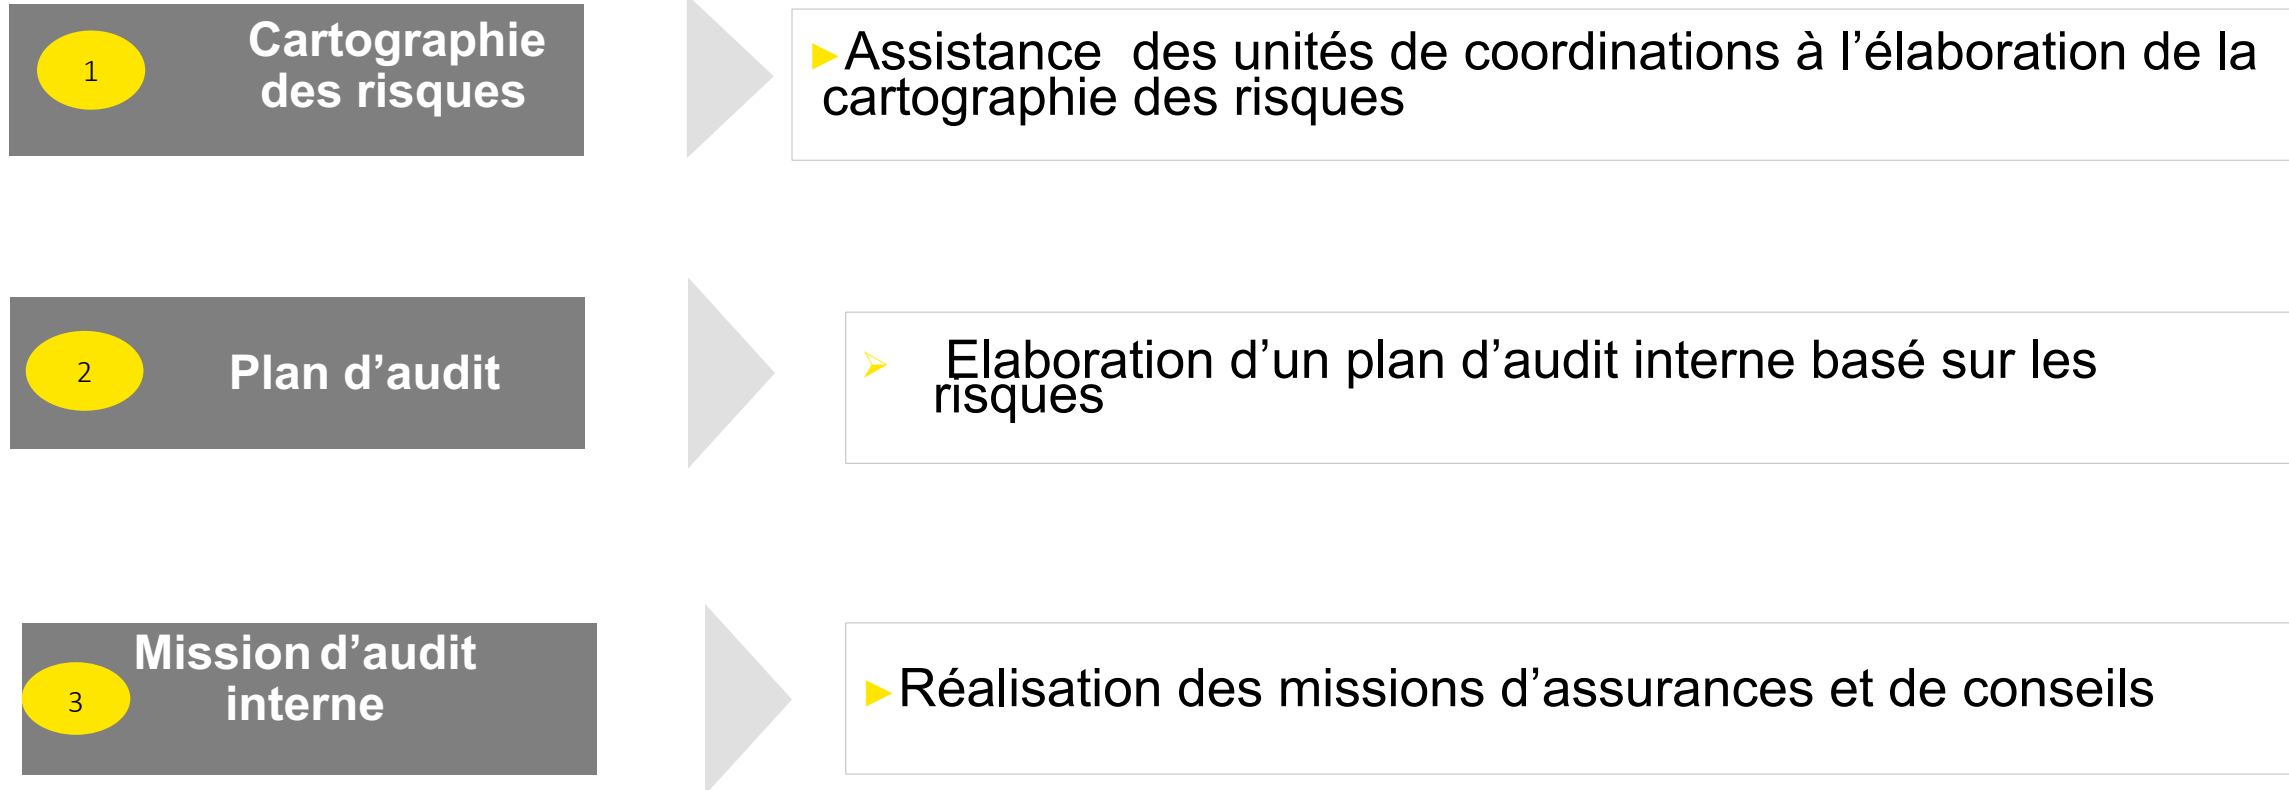 1
Cartographie
des risques
►Assistance  des unités de coordinations à l’élaboration de la
cartographie des risques
2
Plan d’audit
➢ Elaboration d’un plan d’audit interne basé sur les
risques
3
Mission d’audit
interne
►Réalisation des missions d’assurances et de conseils